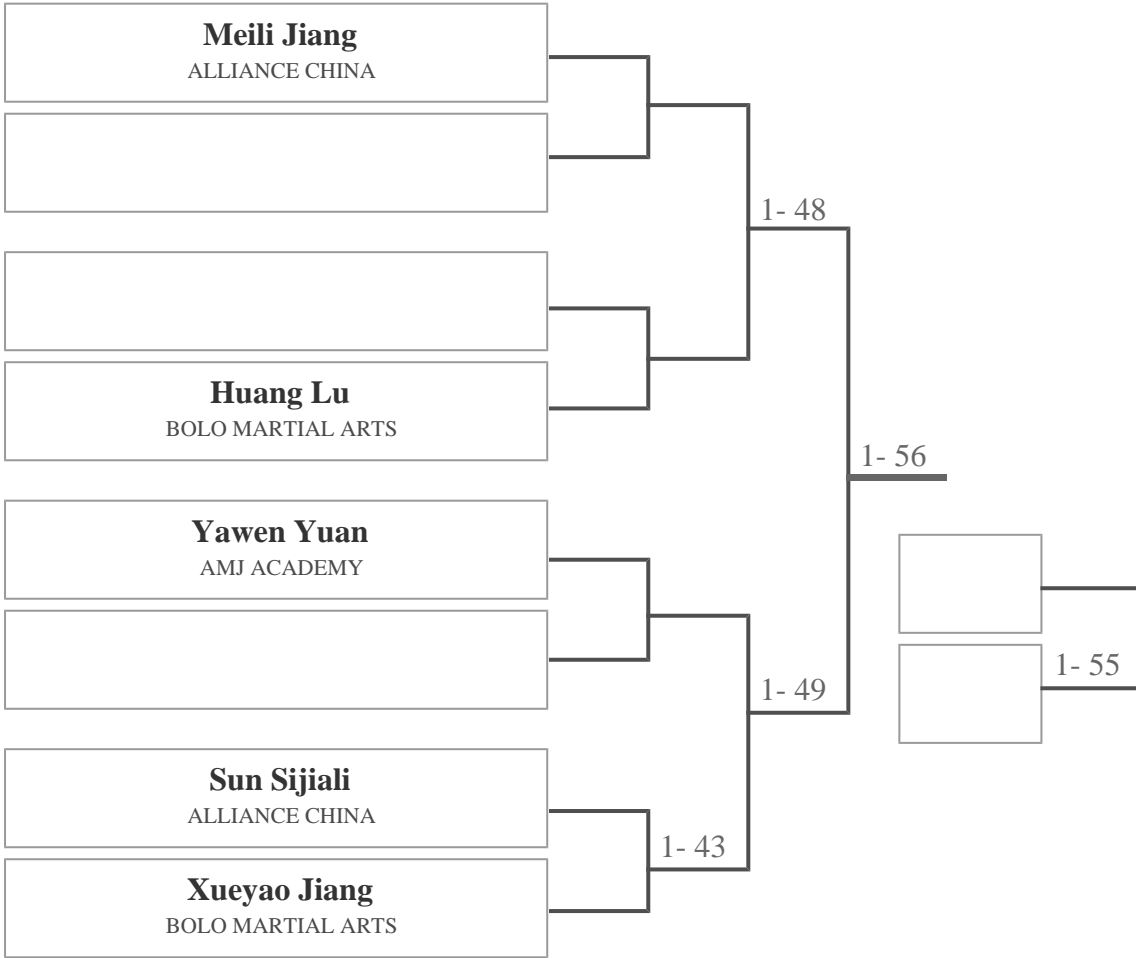 Meili Jiang
ALLIANCE CHINA
1- 48
Huang Lu
BOLO MARTIAL ARTS
1- 56
Yawen Yuan
AMJ ACADEMY
1- 55
1- 49
Sun Sijiali
ALLIANCE CHINA
1- 43
Xueyao Jiang
BOLO MARTIAL ARTS